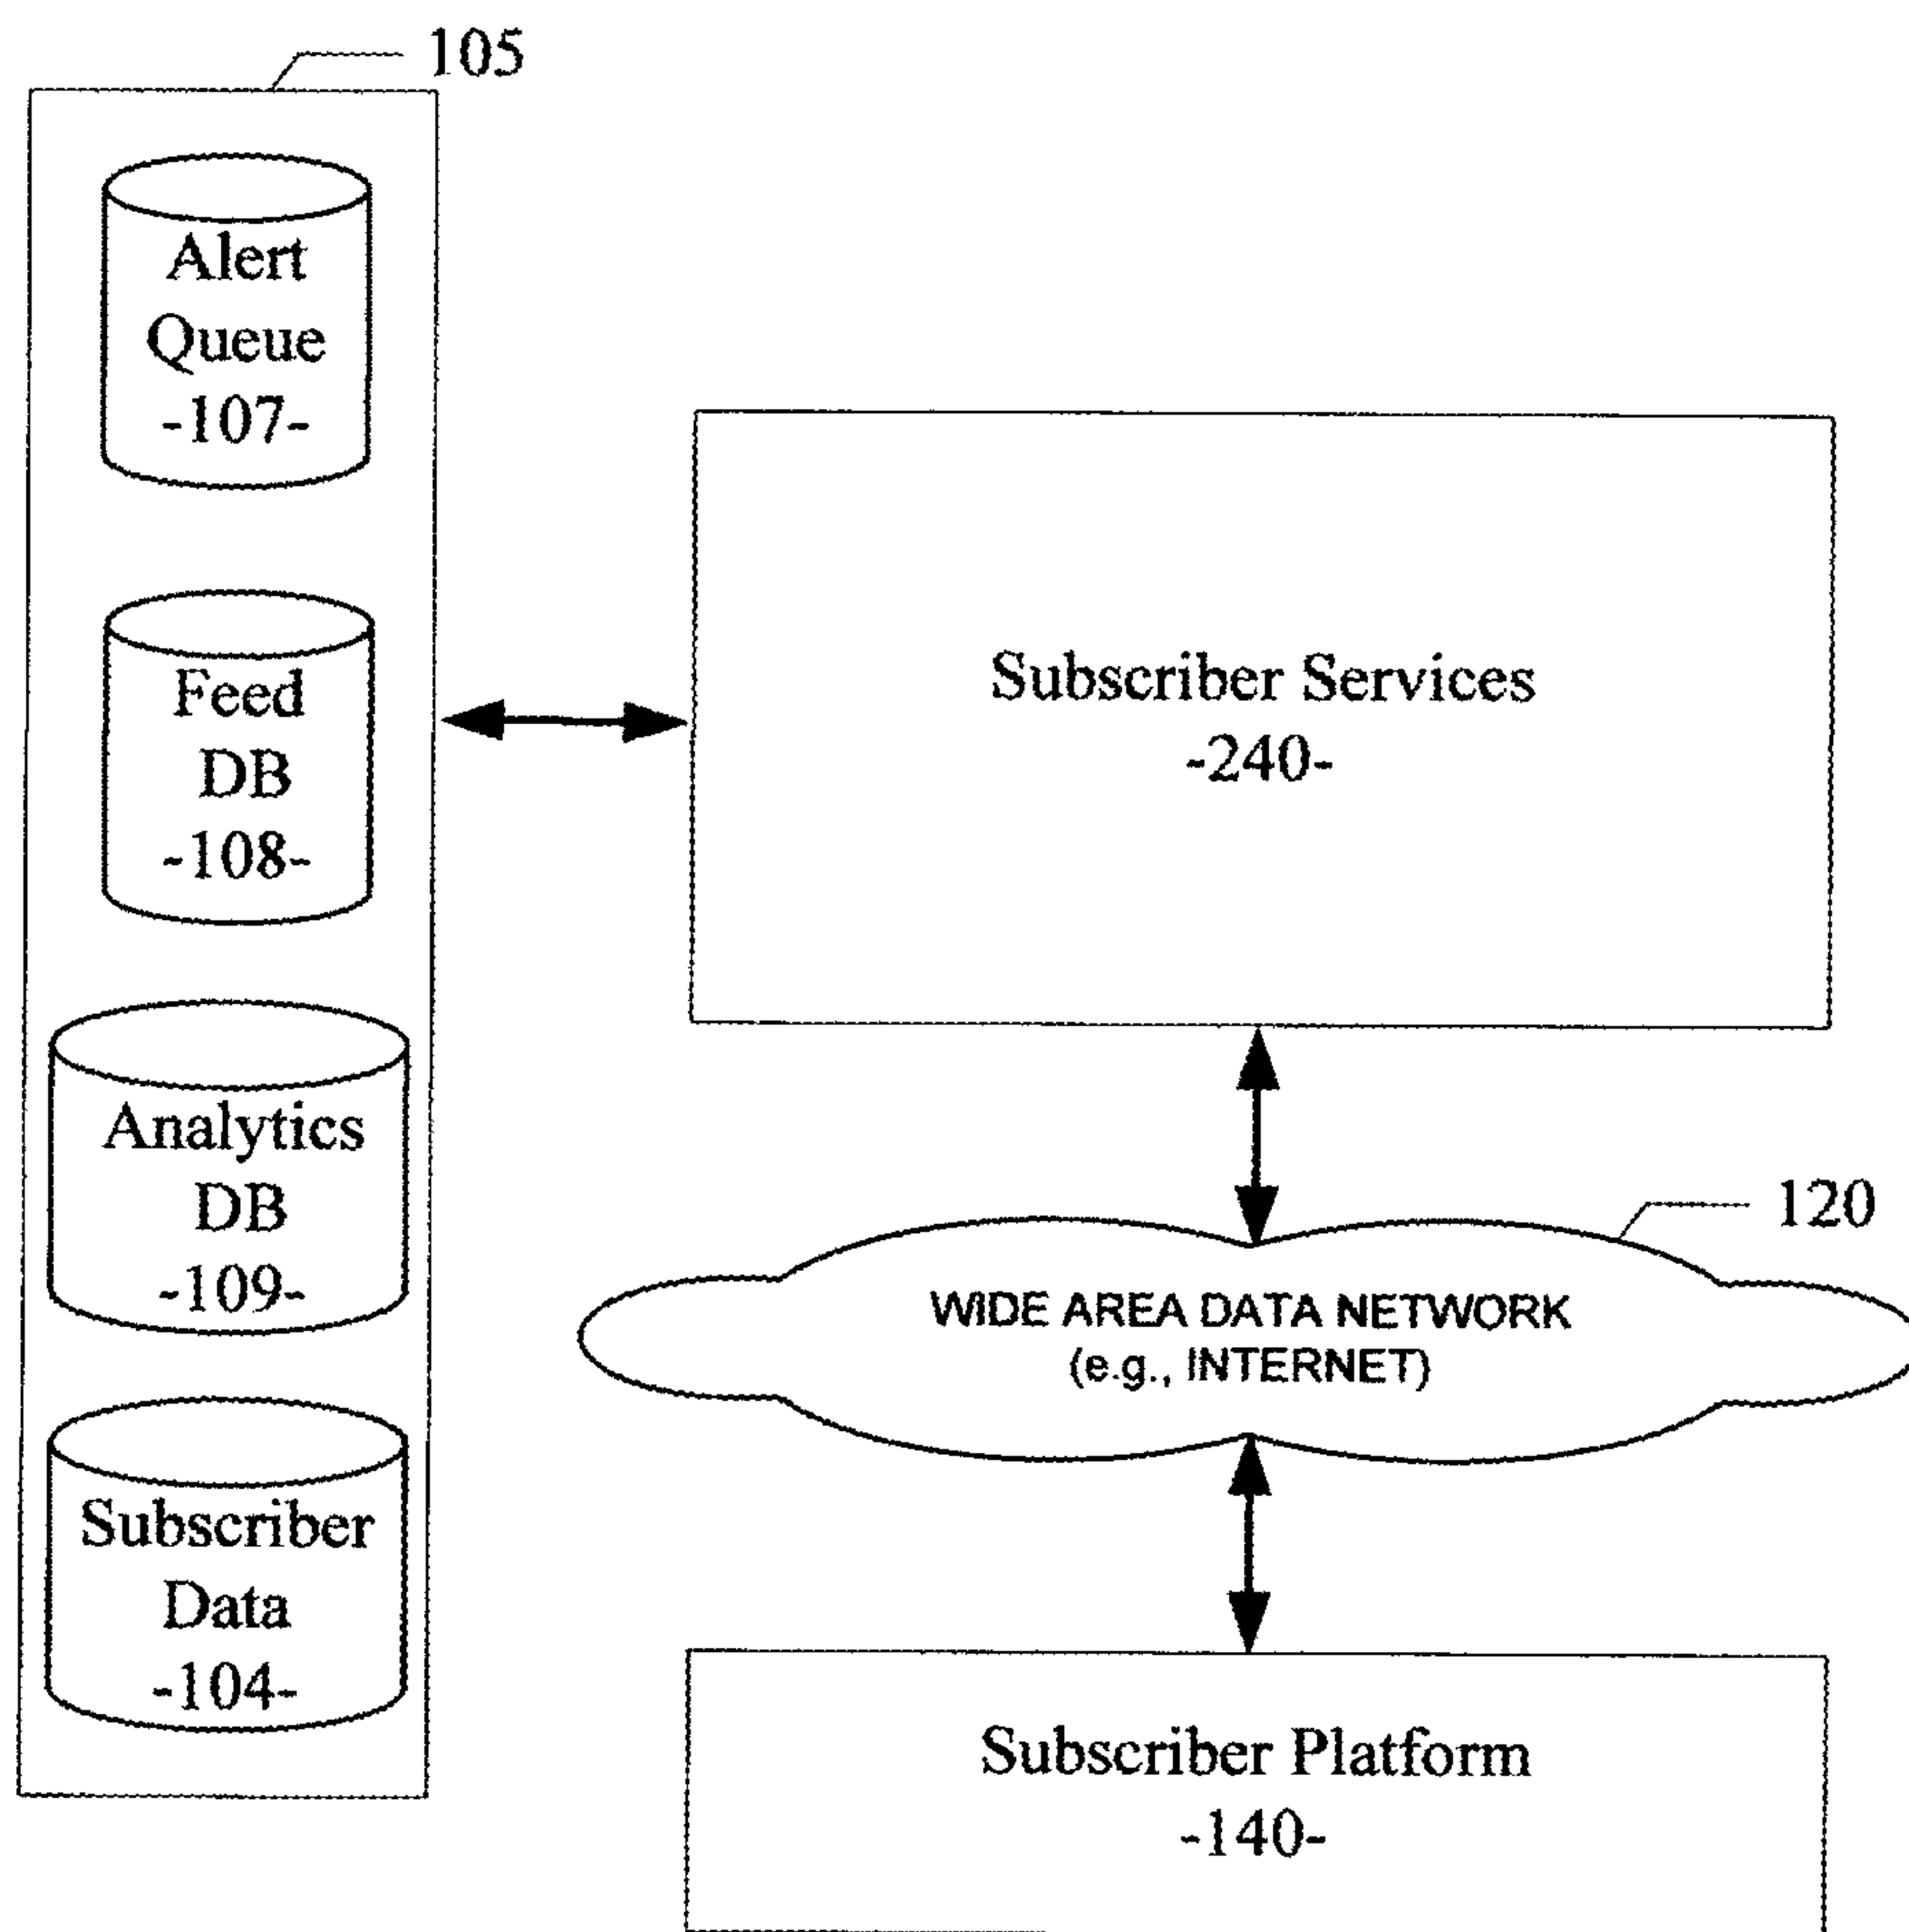 105
Alert
Queue
-107-
Feed
DB
-108-
Analytics
DB
-109-
Subscriber
Data
-104-
Subscriber Services
-240-
120
WIDE AREA DATA NETWORK
(e.g., INTERNET)
Subscriber Platform
-140-